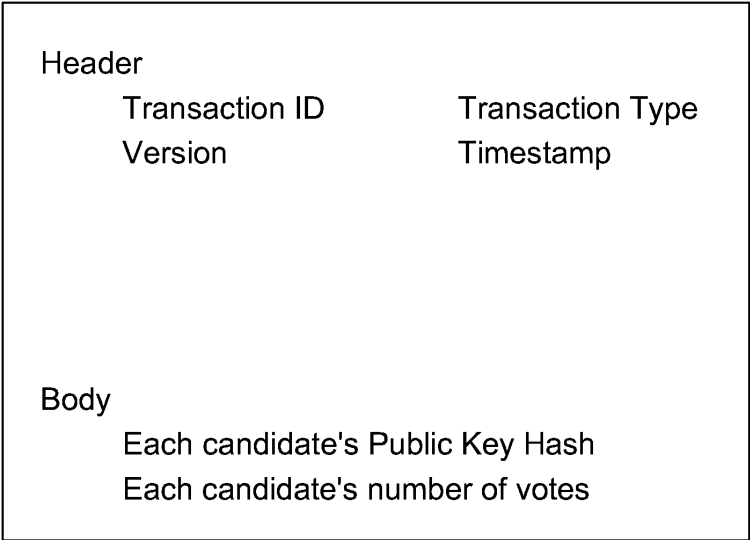 Header
Transaction ID Transaction Type
Version Timestamp
Body
Each candidate's Public Key Hash
Each candidate's number of votes